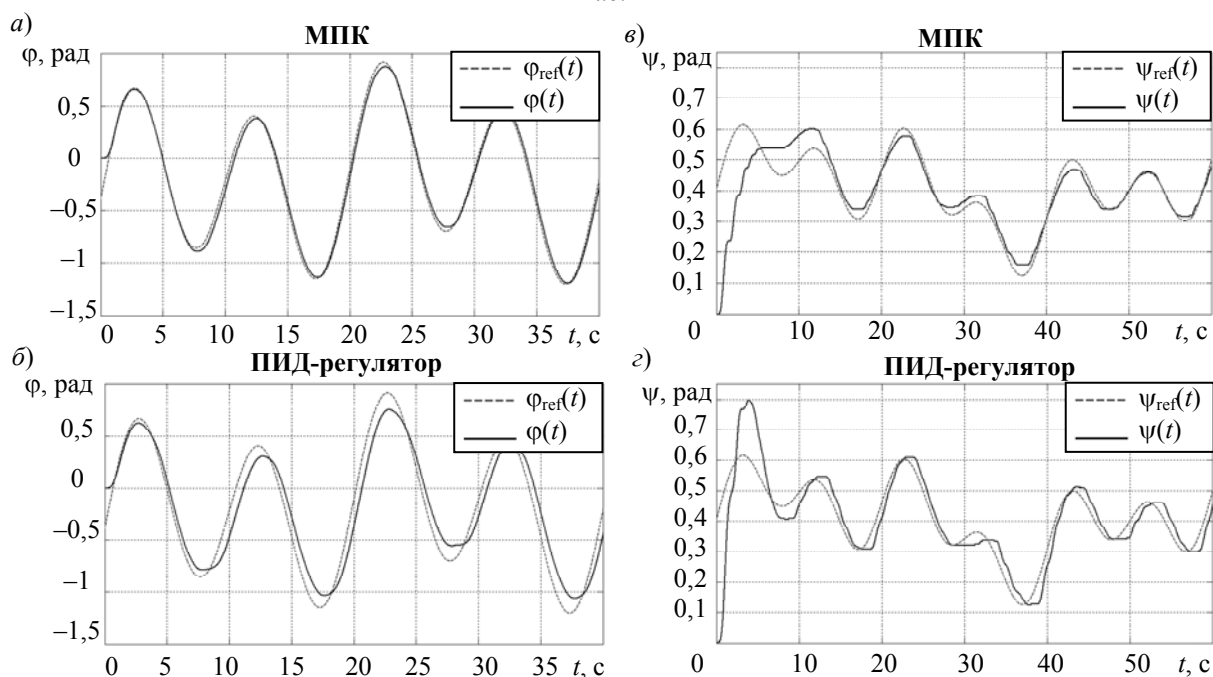 а)
МПК
φ, рад
φref(t)
φ(t)
0,5
0
–0,5
–1
–1,5
0 5 10 15 20 25 30 35 t, с
в)
МПК
ψ, рад
ψref(t)
ψ(t)
0,7
0,6
0,5
0,4
0,3
0,2
0,1
0 10 20 30 40 50 t, с
б)
ПИД-регулятор
φ, рад
φref(t)
φ(t)
0,5
0
–0,5
–1
–1,5
0 5 10 15 20 25 30 35 t, с
г)
ПИД-регулятор
ψ, рад
ψref(t)
ψ(t)
0,7
0,6
0,5
0,4
0,3
0,2
0,1
0 10 20 30 40 50 t, с